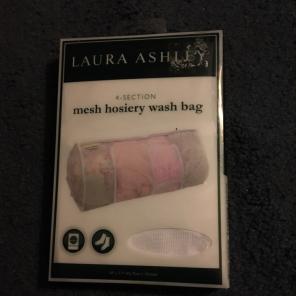 LAURA ASHLEY
4-SECTION
mesh hosiery wash bag